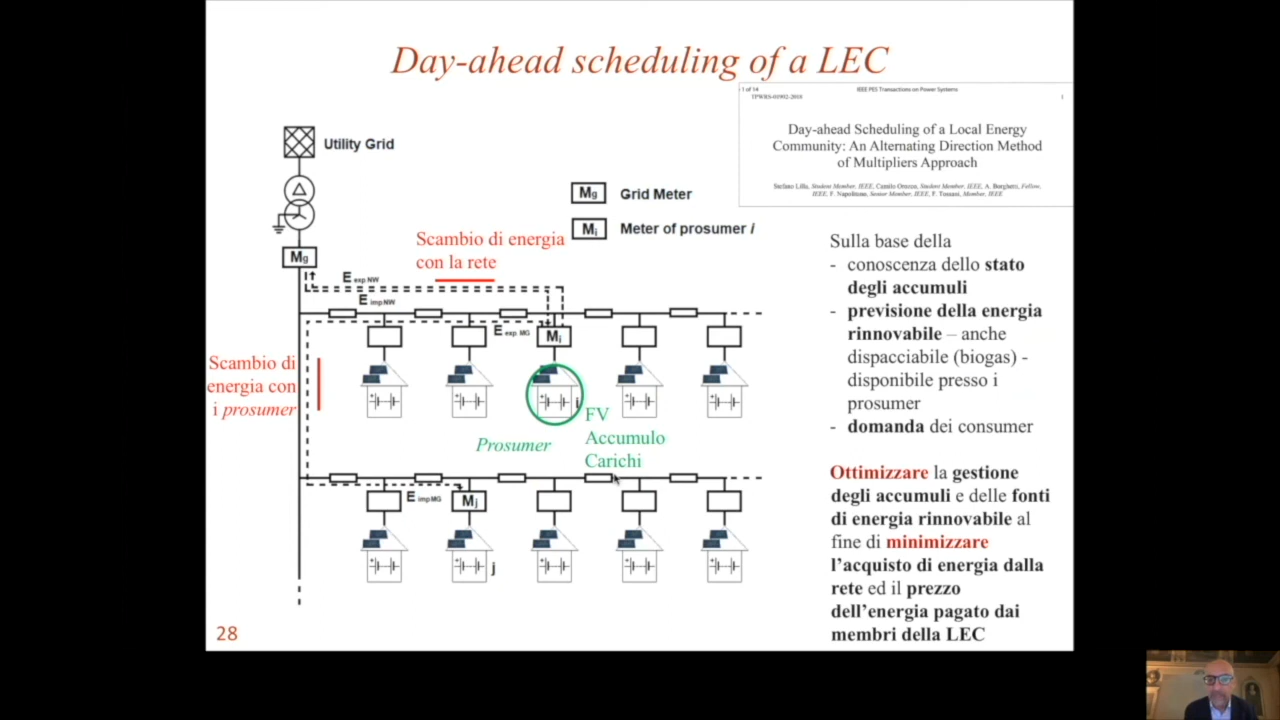 Day-ahead scheduling of a LEC
1 of 14
IEEE PES Transactions on Power Systems
TPWRS-01902-2018
1
Day-ahead Scheduling of a Local Energy
Community: An Alternating Direction Method
of Multipliers Approach
Stefano Lilla, Student Member, IEEE, Camilo Orozco, Student Member, IEEE, A. Borghetti, Fellow,
IEEE, F. Napolitano, Senior Member, IEEE, F. Tossani, Member, IEEE
Utility Grid
Mg
Grid Meter
Mi
Meter of prosumer i
Mg
Scambio di energia
con la rete
E exp.NW
E imp.NW
E exp.MG
Mi
Scambio di
energia con
i prosumer
i
FV
Accumulo
Carichi
Prosumer
E impMG
Mj
j
Sulla base della
- conoscenza dello stato
degli accumuli
- previsione della energia
rinnovabile – anche
dispacciabile (biogas) -
disponibile presso i
prosumer
- domanda dei consumer
Ottimizzare la gestione
degli accumuli e delle fonti
di energia rinnovabile al
fine di minimizzare
l'acquisto di energia dalla
rete ed il prezzo
dell'energia pagato dai
membri della LEC
28